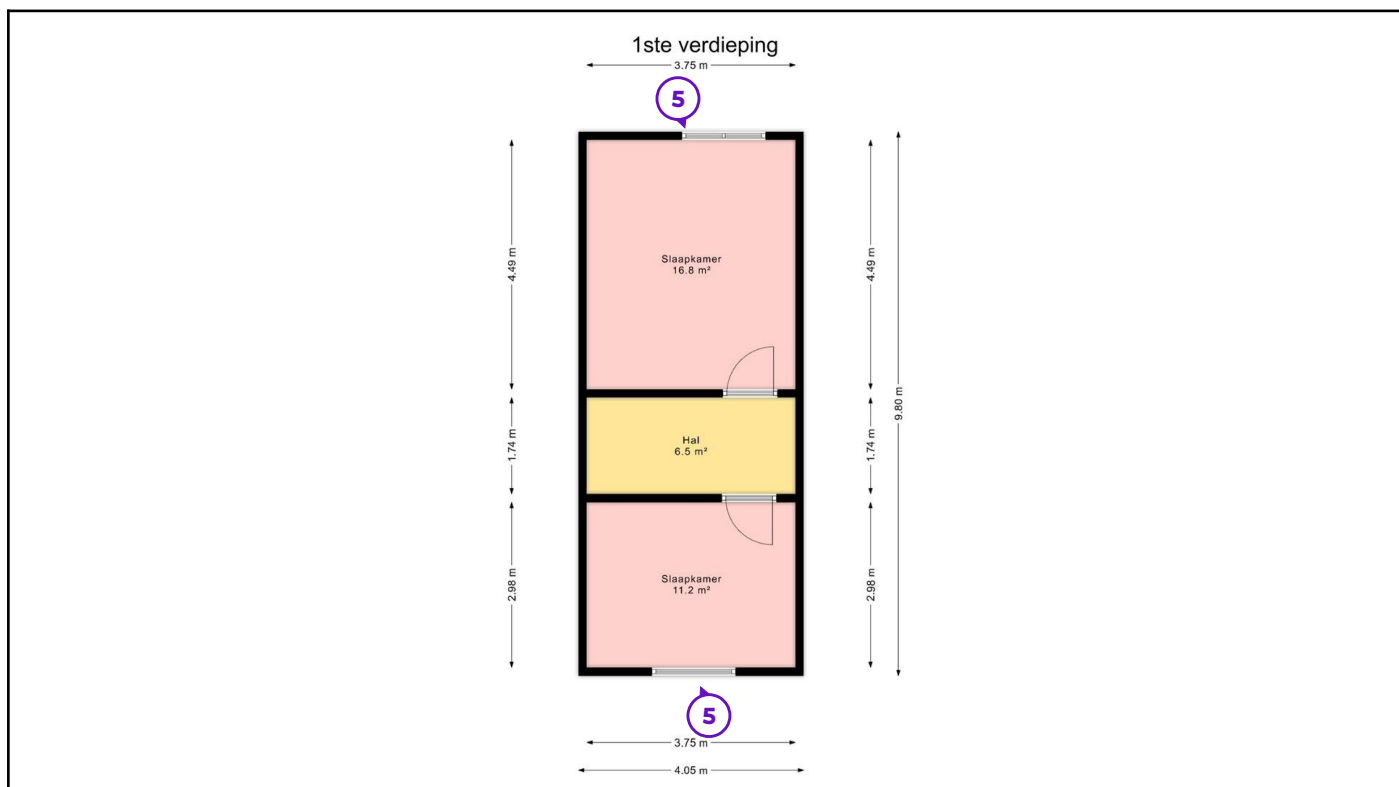 1ste verdieping
3.75 m
5
4.49 m
Slaapkamer
16.8 m²
4.49 m
9.80 m
1.74 m
Hal
6.5 m²
1.74 m
2.98 m
Slaapkamer
11.2 m²
2.98 m
5
3.75 m
4.05 m